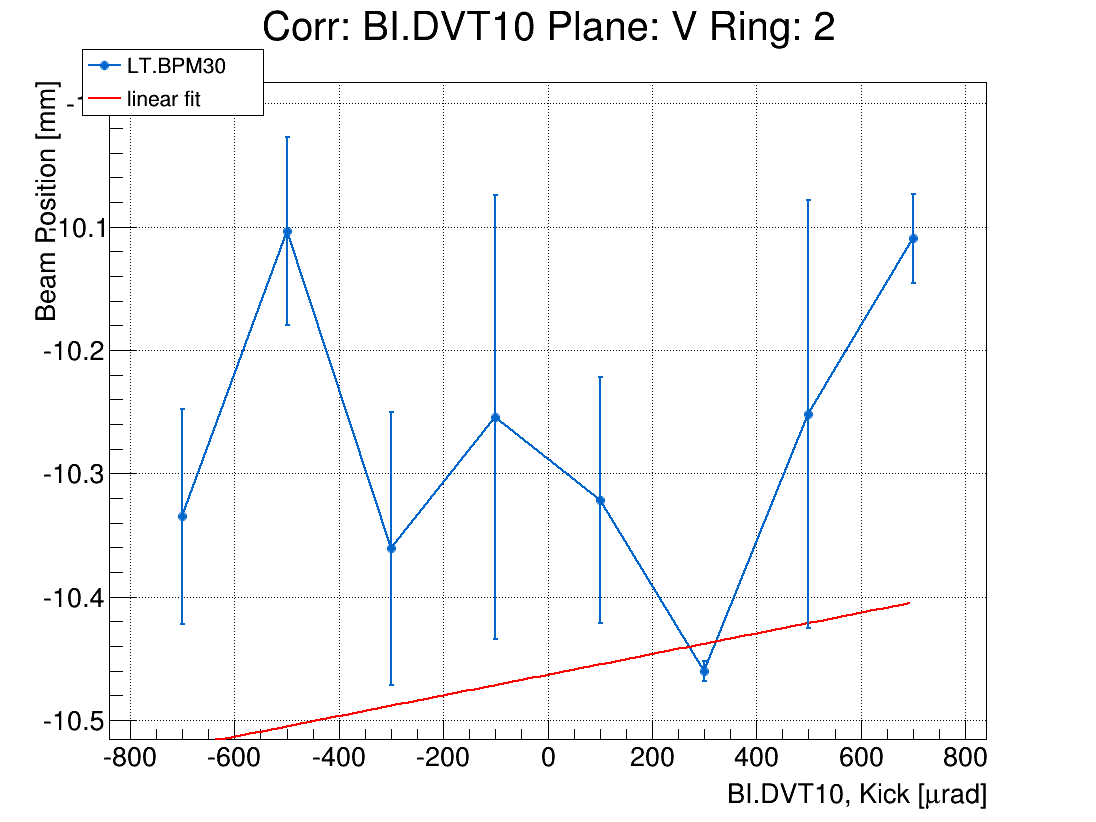 Corr: BI.DVT10 Plane: V Ring: 2
LT.BPM30
linear fit
Beam Position [mm]
10.1
-10.2
-10.3
-10.4
-10.5
-800 -600 -400 -200 0 200 400 600 800
BI.DVT10, Kick [μrad]